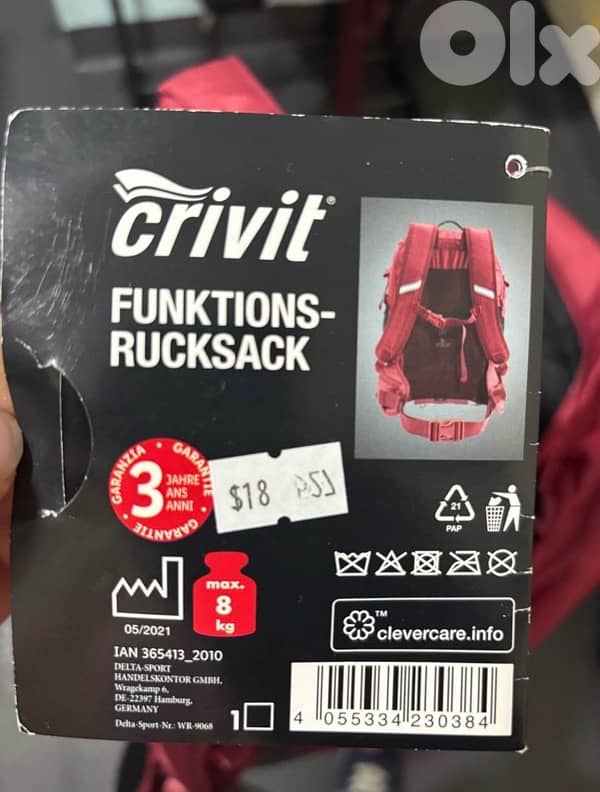 Olx
crivit®
FUNKTIONS-
RUCKSACK
GARANZIA • GARANTIE • GARANTIE
3
JAHRE
ANS
ANNI
$18
21
PAP
max.
8
kg
05/2021
™
clevercare.info
IAN 365413_2010
DELTA-SPORT
HANDELSKONTOR GMBH.
Wragekamp 6,
DE-22397 Hamburg,
GERMANY
Delta-Sport-Nr.: WR-9068
1
4 055334 230384